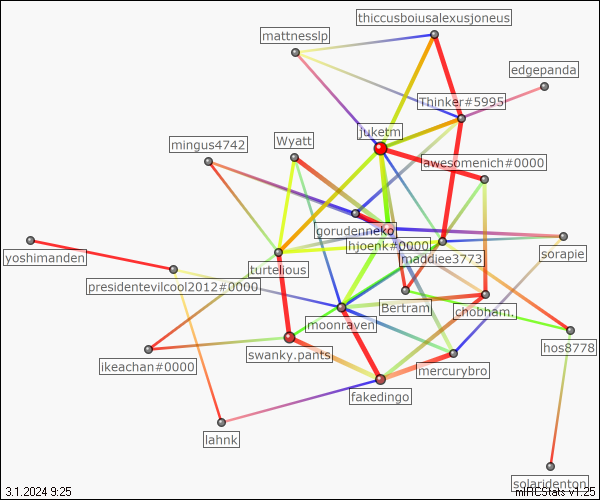 thiccusboiusalexusjoneus
mattnesslp
edgepanda
Thinker#5995
juketm
Wyatt
mingus4742
awesomenich#0000
gorudenneko
hjoenk#0000
sorapie
maddiee3773
yoshimanden
turtelious
presidentevilcool2012#0000
Bertram
chobham.
moonraven
hos8778
swanky.pants
ikeachan#0000
mercurybro
fakedingo
lahnk
solaridenton
3.1.2024 9:25
mIRCStats v1.25